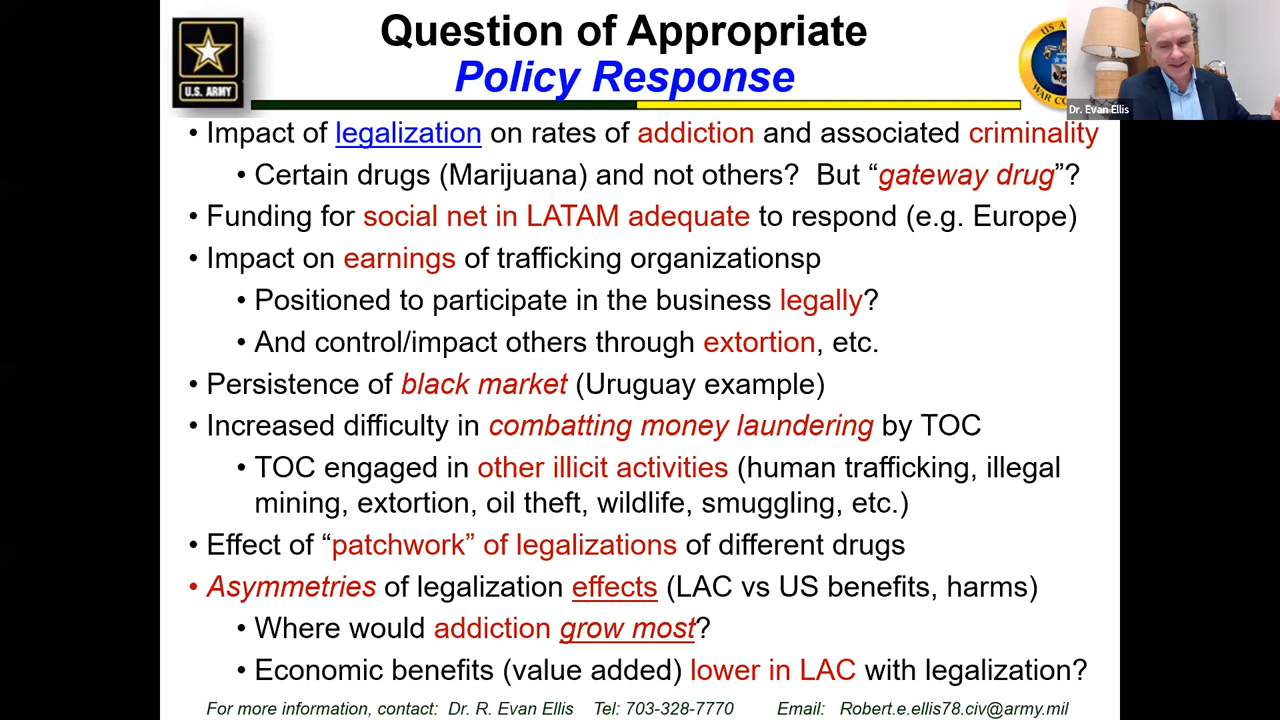 Question of Appropriate
Policy Response
U.S. ARMY
Dr. Evan Ellis
• Impact of legalization on rates of addiction and associated criminality
• Certain drugs (Marijuana) and not others? But “gateway drug”?
• Funding for social net in LATAM adequate to respond (e.g. Europe)
• Impact on earnings of trafficking organizationsp
• Positioned to participate in the business legally?
• And control/impact others through extortion, etc.
• Persistence of black market (Uruguay example)
• Increased difficulty in combatting money laundering by TOC
• TOC engaged in other illicit activities (human trafficking, illegal
mining, extortion, oil theft, wildlife, smuggling, etc.)
• Effect of “patchwork” of legalizations of different drugs
• Asymmetries of legalization effects (LAC vs US benefits, harms)
• Where would addiction grow most?
• Economic benefits (value added) lower in LAC with legalization?
For more information, contact: Dr. R. Evan Ellis Tel: 703-328-7770 Email: Robert.e.ellis78.civ@army.mil